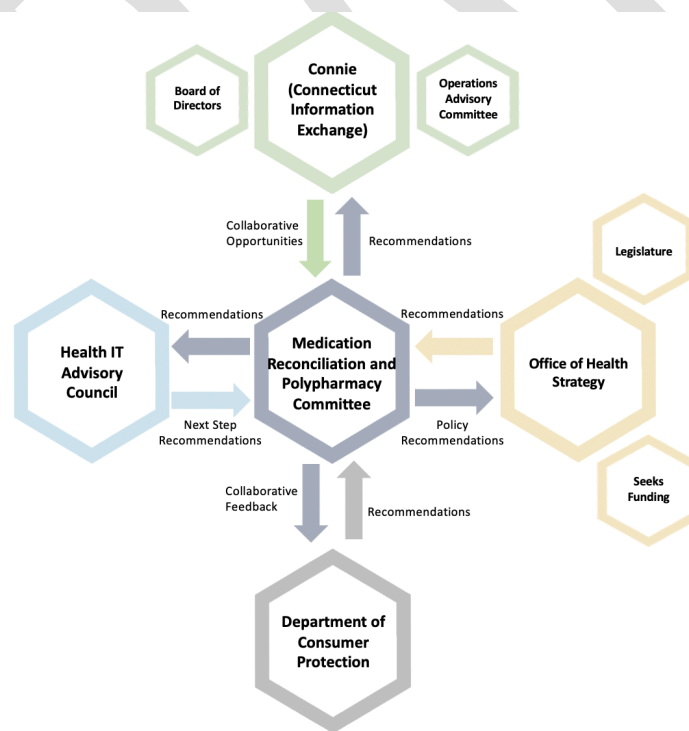 Connie
(Connecticut
Information
Exchange)
Board of
Directors
Operations
Advisory
Committee
Collaborative
Opportunities
Recommendations
Legislature
Recommendations
Recommendations
Health IT
Advisory
Council
Medication
Reconciliation and
Polypharmacy
Committee
Office of Health
Strategy
Next Step
Recommendations
Policy
Recommendations
Seeks
Funding
Collaborative
Feedback
Recommendations
Department of
Consumer
Protection